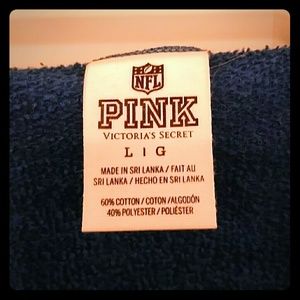 NFL
PINK
VICTORIA'S SECRET
L | G
MADE IN SRI LANKA / FAIT AU
SRI LANKA / HECHO EN SRI LANKA
60% COTTON / COTON / ALGODÓN
40% POLYESTER / POLIÉSTER